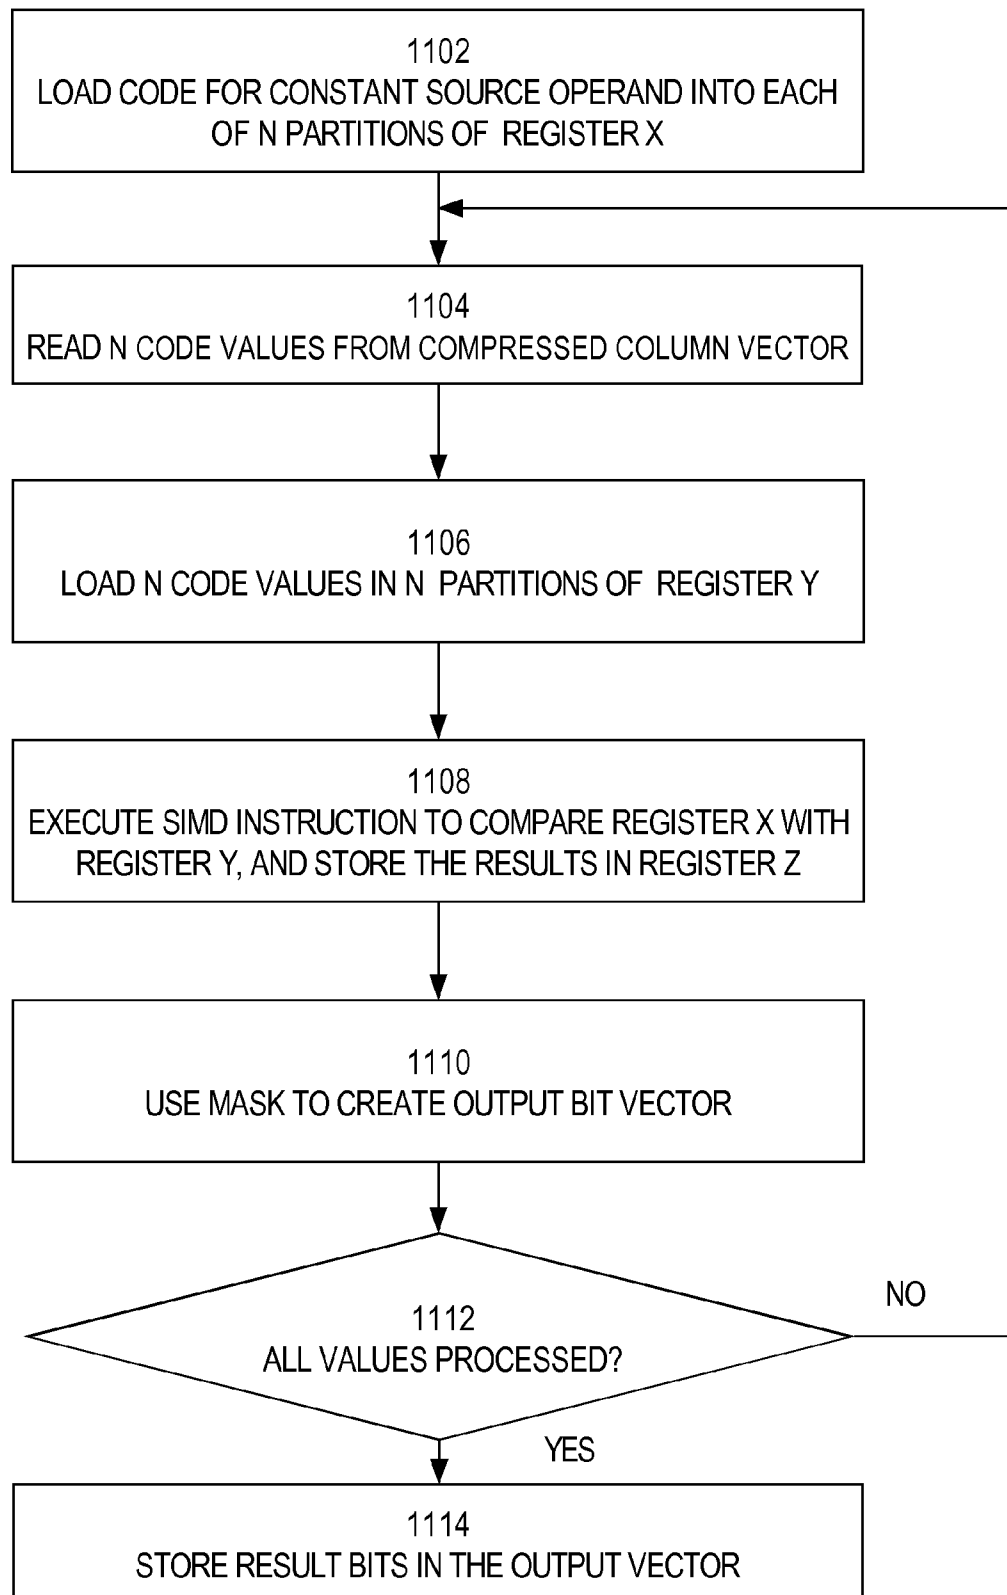 1102
LOAD CODE FOR CONSTANT SOURCE OPERAND INTO EACH
OF N PARTITIONS OF REGISTER X
1104
READ N CODE VALUES FROM COMPRESSED COLUMN VECTOR
1106
LOAD N CODE VALUES IN N PARTITIONS OF REGISTER Y
1108
EXECUTE SIMD INSTRUCTION TO COMPARE REGISTER X WITH
REGISTER Y, AND STORE THE RESULTS IN REGISTER Z
1110
USE MASK TO CREATE OUTPUT BIT VECTOR
1112
ALL VALUES PROCESSED?
NO
YES
1114
STORE RESULT BITS IN THE OUTPUT VECTOR